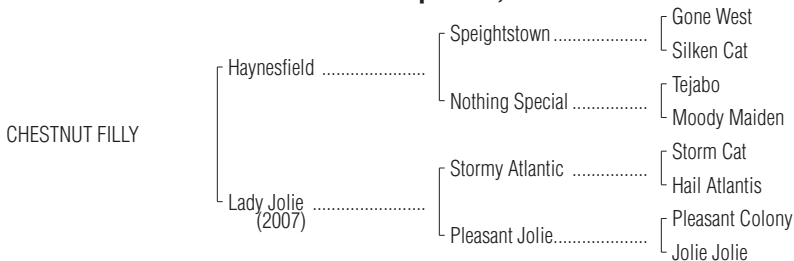 Gone West
Speightstown ....................
Silken Cat
Haynesfield ......................
Tejabo
Nothing Special ................
Moody Maiden
CHESTNUT FILLY
Storm Cat
Stormy Atlantic ................
Hail Atlantis
Lady Jolie ........................
(2007)
Pleasant Colony
Pleasant Jolie....................
Jolie Jolie